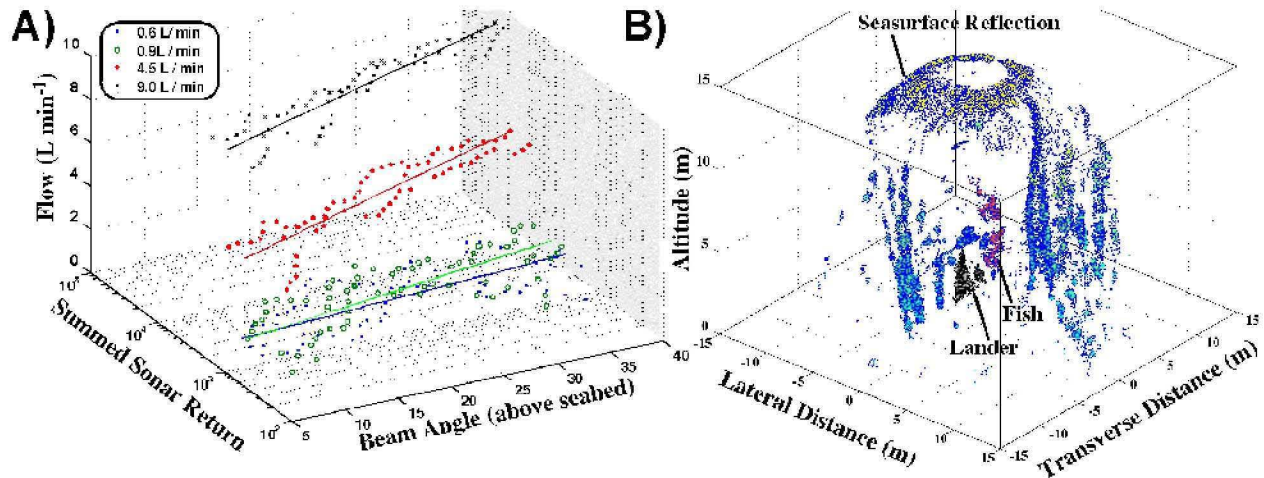 A)
0.6 L / min
0.9L / min
4.5 L / min
9.0 L / min
10
8
6
4
2
0
Flow (L min⁻¹)
Summed Sonar Return
5
10
15
20
25
30
35
40
Beam Angle (above seabed)
B)
Seasurface Reflection
15
10
5
0
Altitude (m)
Fish
Lander
-15
-10
-5
0
5
10
15
Lateral Distance (m)
(m)
-15
-10
-5
0
5
10
15
Transverse Distance (m)